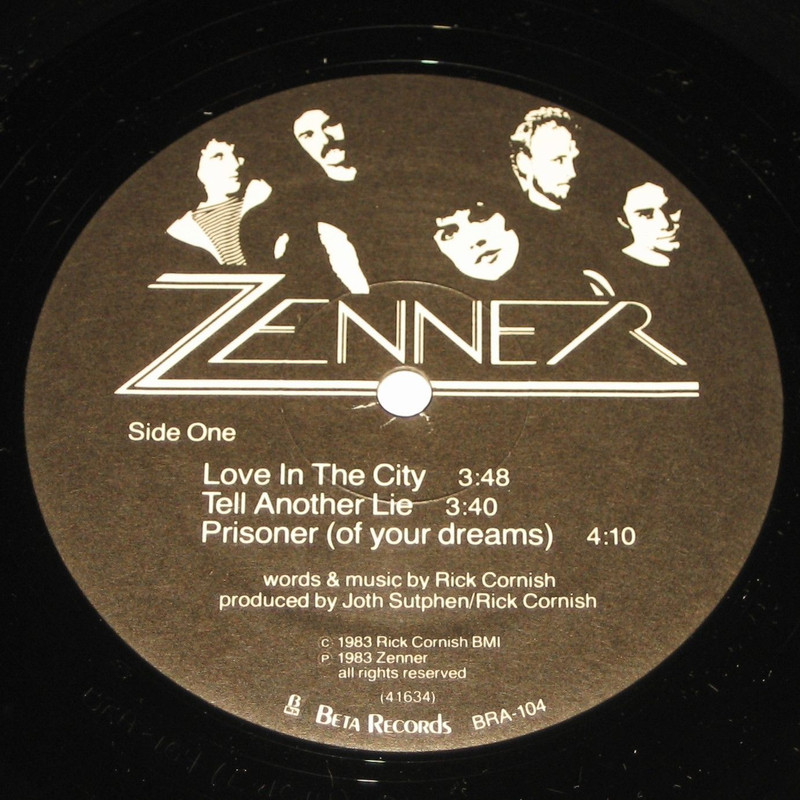 ZENNER
Side One
Love In The City 3:48
Tell Another Lie 3:40
Prisoner (of your dreams) 4:10
words & music by Rick Cornish
produced by Joth Sutphen/Rick Cornish
© 1983 Rick Cornish BMI
℗ 1983 Zenner
all rights reserved
(41634)
BETA RECORDS BRA-104